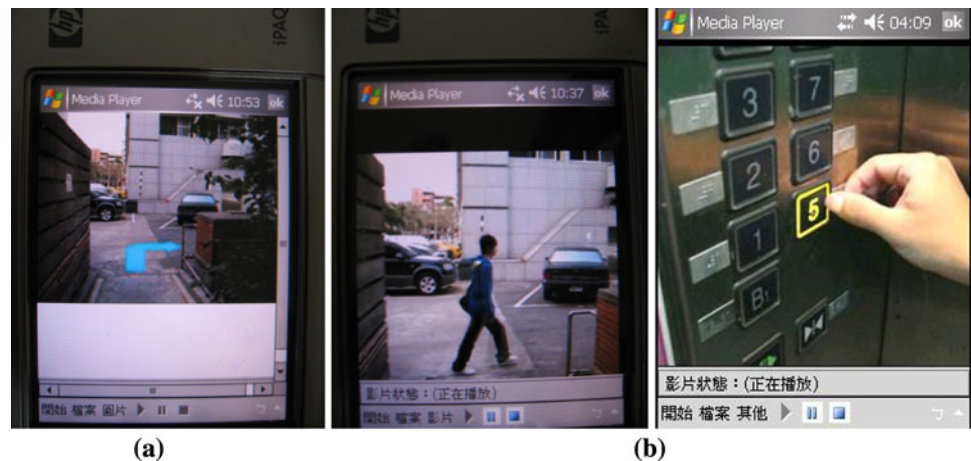 hp
iPAQ
Media Player 10:53 ok
開始 檔案 圖片
hp
iPAQ
Media Player 10:37 ok
影片狀態：(正在播放)
開始 檔案 影片
Media Player 04:09 ok
3 7
2 6
1 5
B1
影片狀態：(正在播放)
開始 檔案 其他
(a) (b)